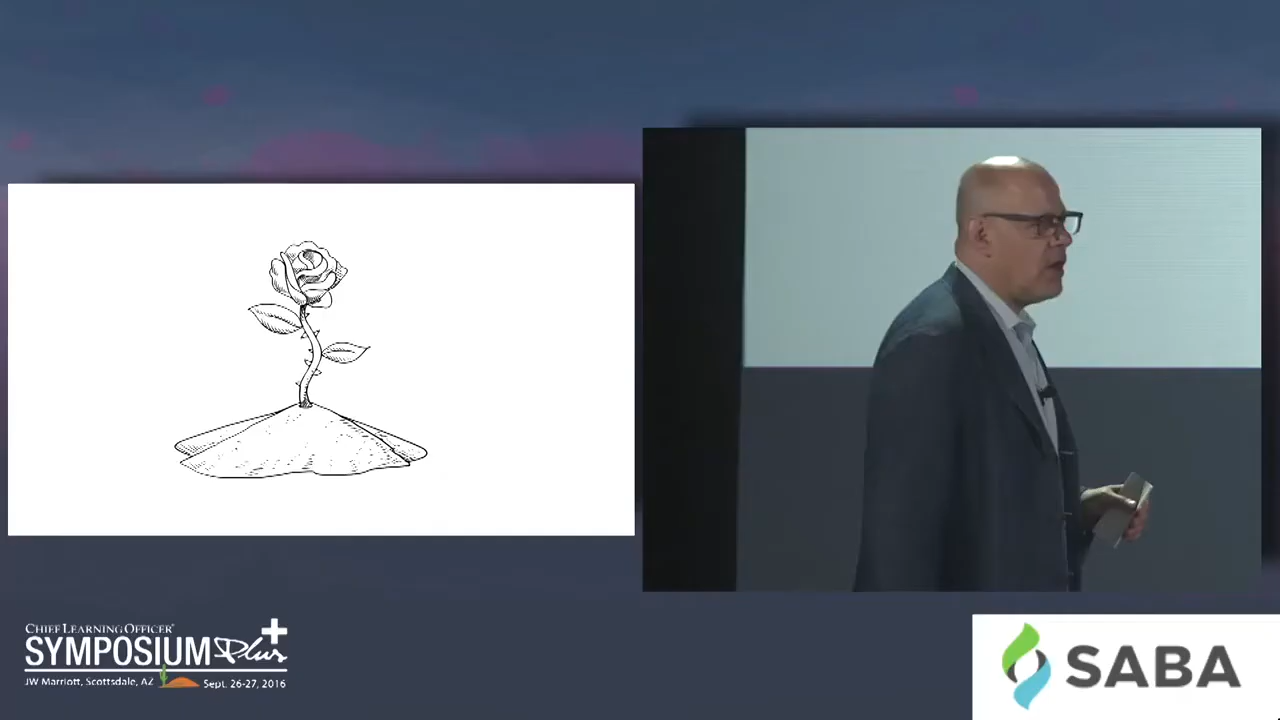 CHIEF LEARNING OFFICER®
SYMPOSIUM Plus
JW Marriott, Scottsdale, AZ Sept. 26-27, 2016
SABA